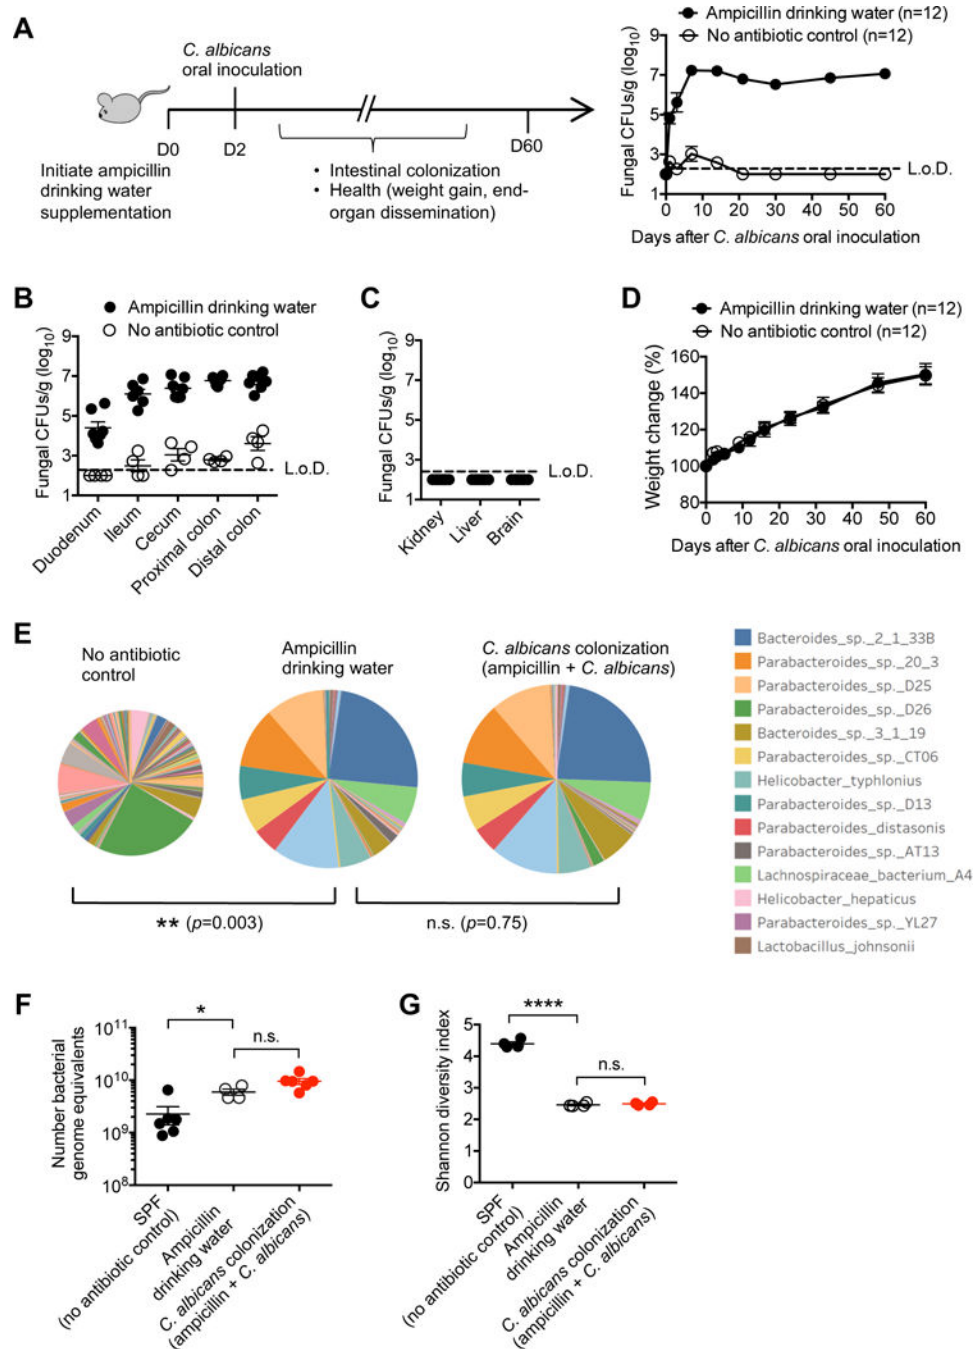 A
C. albicans
oral inoculation
D0
D2
D60
Initiate ampicillin
drinking water
supplementation
• Intestinal colonization
• Health (weight gain, end-
organ dissemination)
Ampicillin drinking water (n=12)
No antibiotic control (n=12)
Fungal CFUs/g (log10)
9
7
5
3
1
L.o.D.
0 10 20 30 40 50 60
Days after C. albicans oral inoculation
B
Ampicillin drinking water
No antibiotic control
Fungal CFUs/g (log10)
9
7
5
3
1
L.o.D.
Duodenum
Ileum
Cecum
Proximal colon
Distal colon
C
Fungal CFUs/g (log10)
9
7
5
3
1
L.o.D.
Kidney
Liver
Brain
D
Ampicillin drinking water (n=12)
No antibiotic control (n=12)
Weight change (%)
160
140
120
100
80
0 10 20 30 40 50 60
Days after C. albicans oral inoculation
E
No antibiotic
control
Ampicillin
drinking water
C. albicans colonization
(ampicillin + C. albicans)
** (p=0.003)
n.s. (p=0.75)
Bacteroides_sp._2_1_33B
Parabacteroides_sp._20_3
Parabacteroides_sp._D25
Parabacteroides_sp._D26
Bacteroides_sp._3_1_19
Parabacteroides_sp._CT06
Helicobacter_typhlonius
Parabacteroides_sp._D13
Parabacteroides_distasonis
Parabacteroides_sp._AT13
Lachnospiraceae_bacterium_A4
Helicobacter_hepaticus
Parabacteroides_sp._YL27
Lactobacillus_johnsonii
F
Number bacterial
genome equivalents
10^11
10^10
10^9
10^8
*
n.s.
SPF
(no antibiotic control)
Ampicillin
drinking water
C. albicans colonization
(ampicillin + C. albicans)
G
Shannon diversity index
5
4
3
2
1
0
****
n.s.
SPF
(no antibiotic control)
Ampicillin
drinking water
C. albicans colonization
(ampicillin + C. albicans)